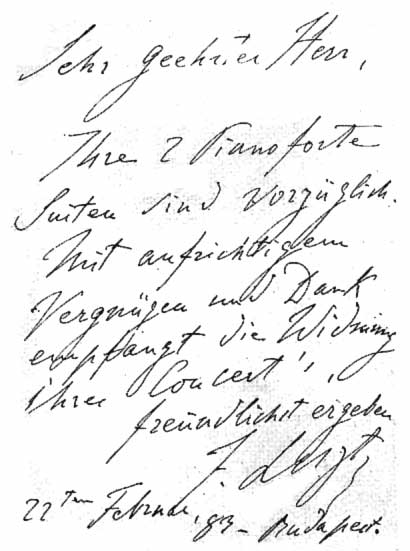 Sehr geehrter Herr,
Ihre 2 Pianoforte
Suiten sind vorzüglich.
Mit aufrichtigem
Vergnügen und Dank
empfängt die Widmung
ihres Concert's,
freundlichst ergeben
F. Liszt
22ten Februar, 83 – Budapest.